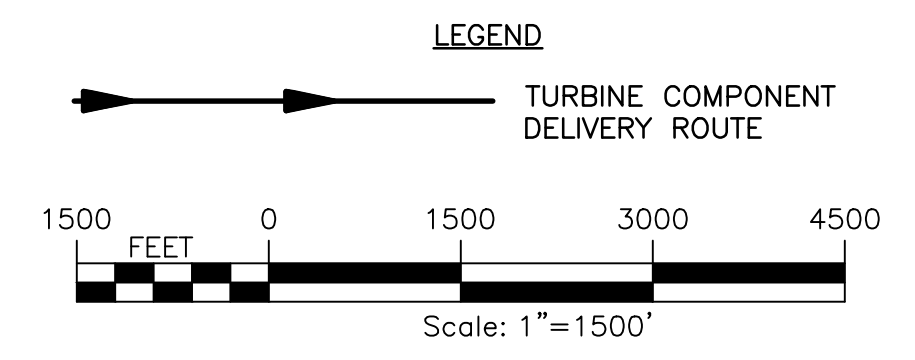 LEGEND
TURBINE COMPONENT
DELIVERY ROUTE
1500 0 1500 3000 4500
FEET
Scale: 1"=1500'